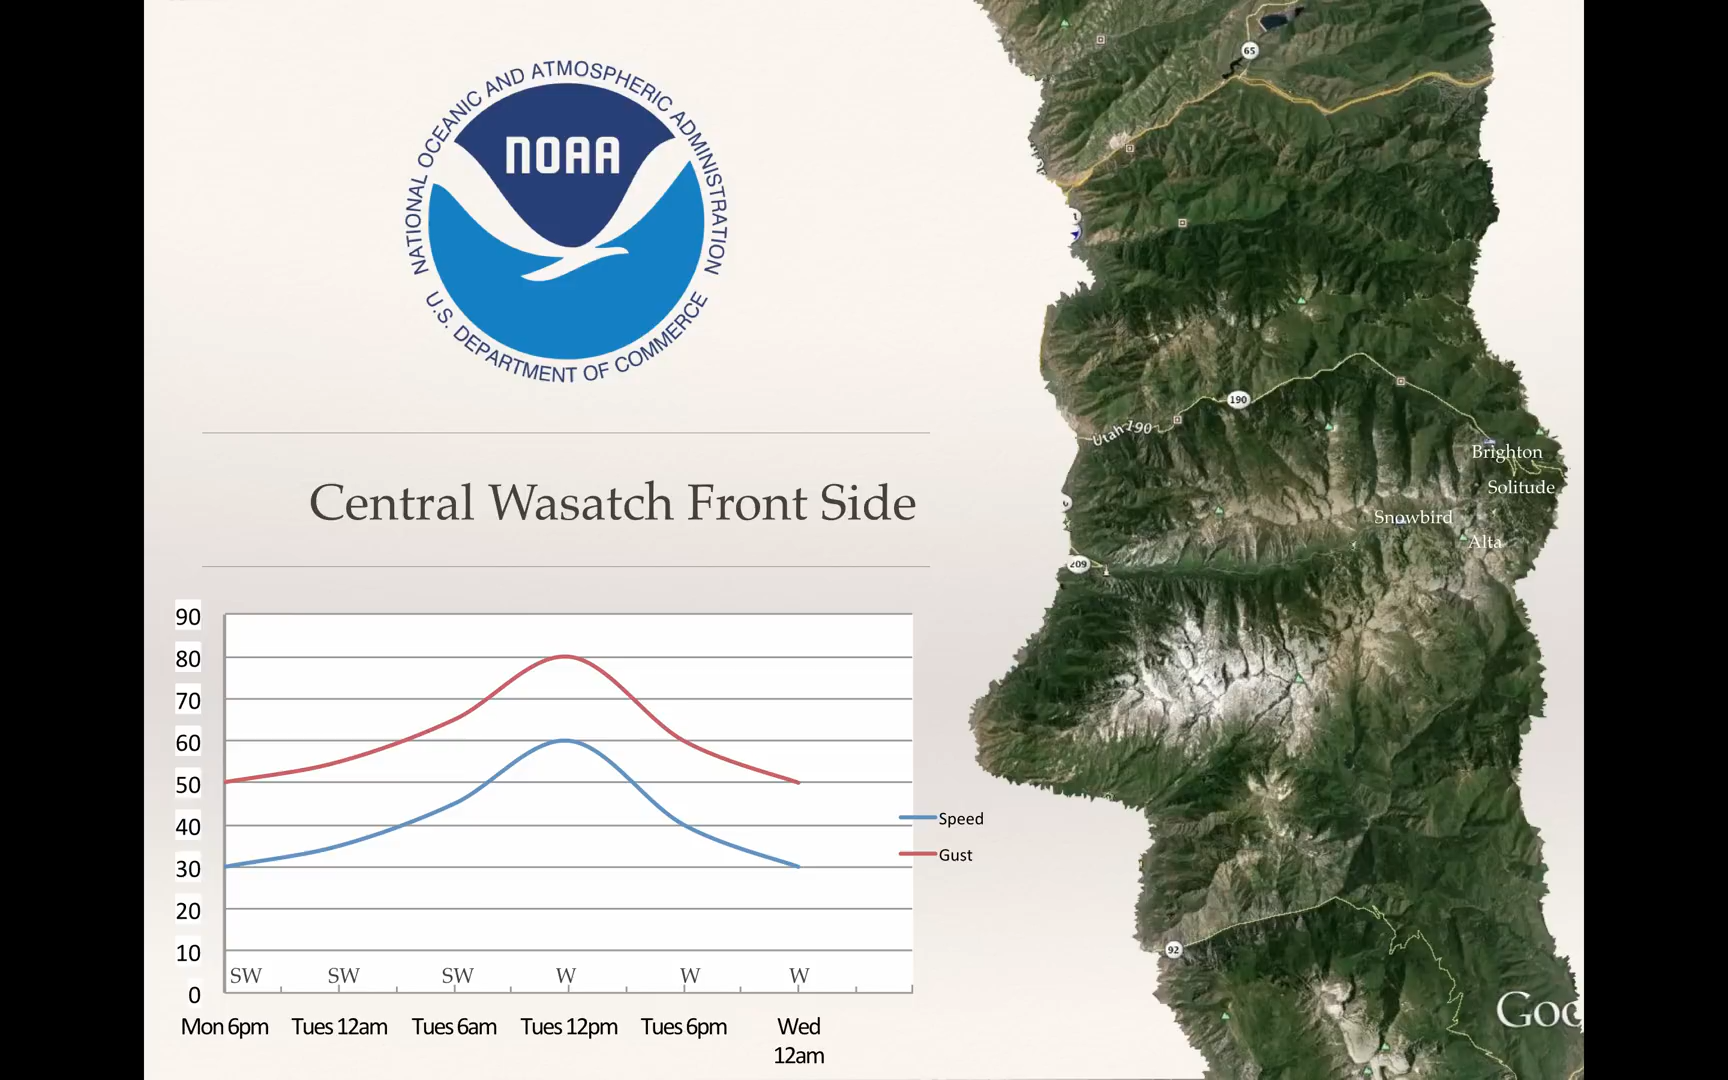 NATIONAL OCEANIC AND ATMOSPHERIC ADMINISTRATION
NOAA
U.S. DEPARTMENT OF COMMERCE
Central Wasatch Front Side
90
80
70
60
50
40
30
20
10
0
SW SW SW W W W
Mon 6pm Tues 12am Tues 6am Tues 12pm Tues 6pm Wed 12am
Speed
Gust
65
190
Utah 190
Brighton
Solitude
Snowbird
Alta
209
92
Goo